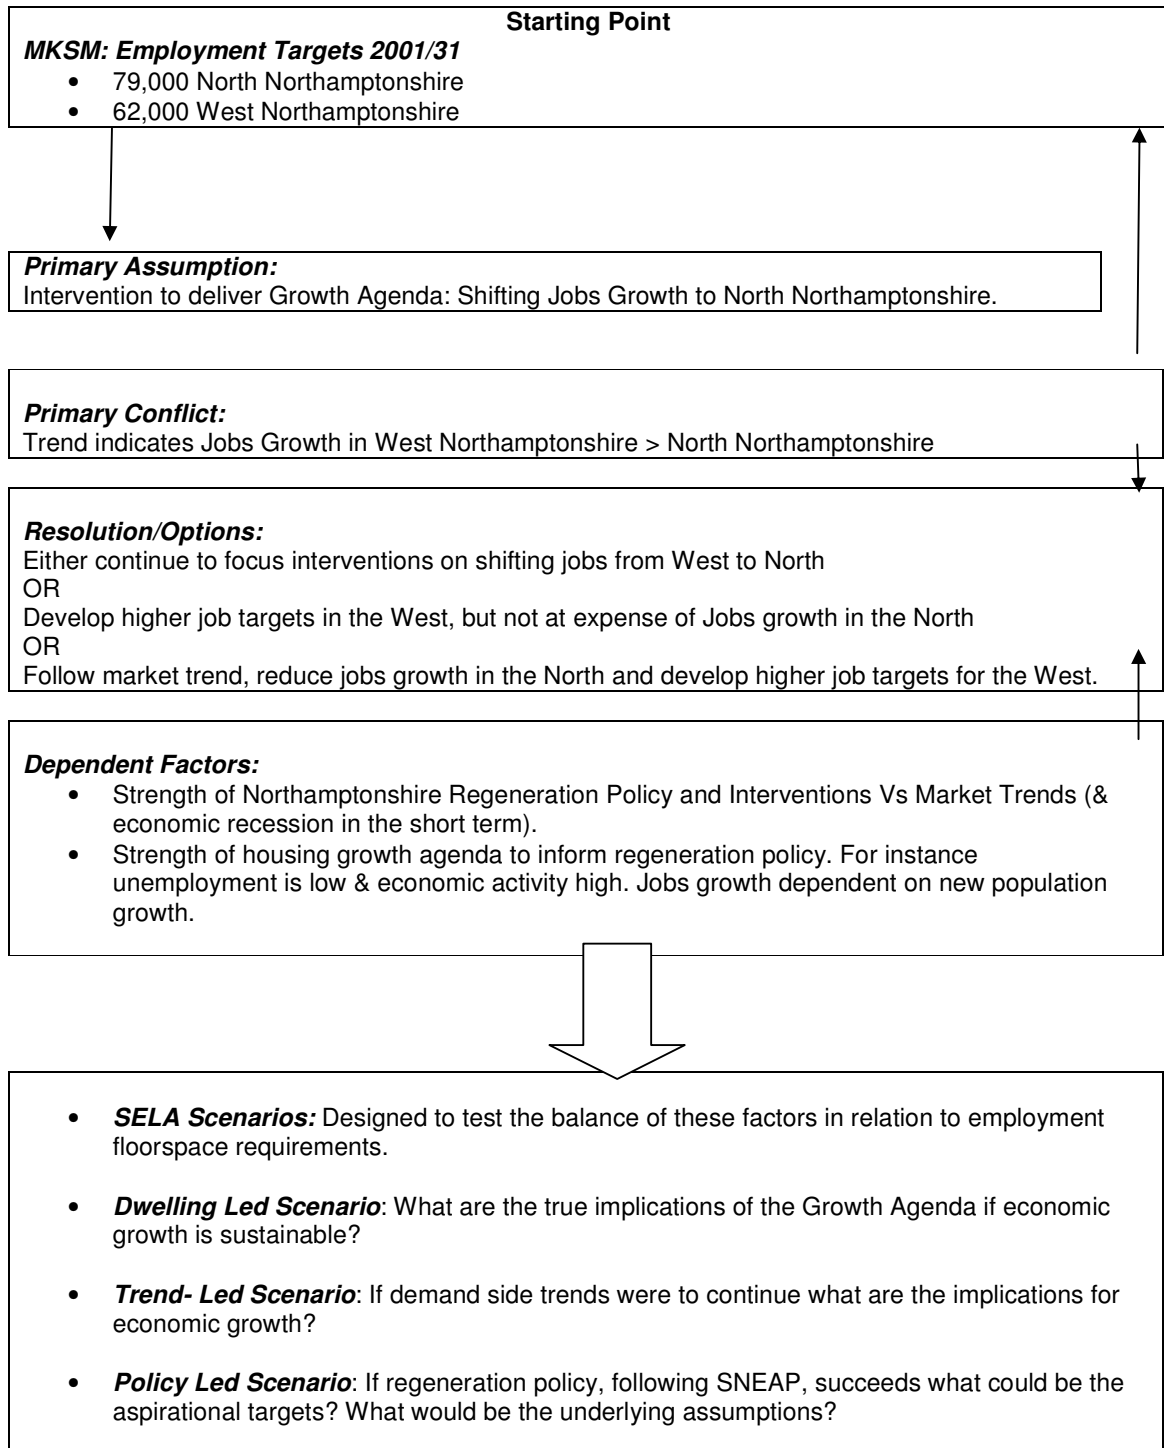 Starting Point
MKSM: Employment Targets 2001/31
• 79,000 North Northamptonshire
• 62,000 West Northamptonshire
Primary Assumption:
Intervention to deliver Growth Agenda: Shifting Jobs Growth to North Northamptonshire.
Primary Conflict:
Trend indicates Jobs Growth in West Northamptonshire > North Northamptonshire
Resolution/Options:
Either continue to focus interventions on shifting jobs from West to North
OR
Develop higher job targets in the West, but not at expense of Jobs growth in the North
OR
Follow market trend, reduce jobs growth in the North and develop higher job targets for the West.
Dependent Factors:
• Strength of Northamptonshire Regeneration Policy and Interventions Vs Market Trends (&
economic recession in the short term).
• Strength of housing growth agenda to inform regeneration policy. For instance
unemployment is low & economic activity high. Jobs growth dependent on new population
growth.
• SELA Scenarios: Designed to test the balance of these factors in relation to employment
floorspace requirements.
• Dwelling Led Scenario: What are the true implications of the Growth Agenda if economic
growth is sustainable?
• Trend- Led Scenario: If demand side trends were to continue what are the implications for
economic growth?
• Policy Led Scenario: If regeneration policy, following SNEAP, succeeds what could be the
aspirational targets? What would be the underlying assumptions?